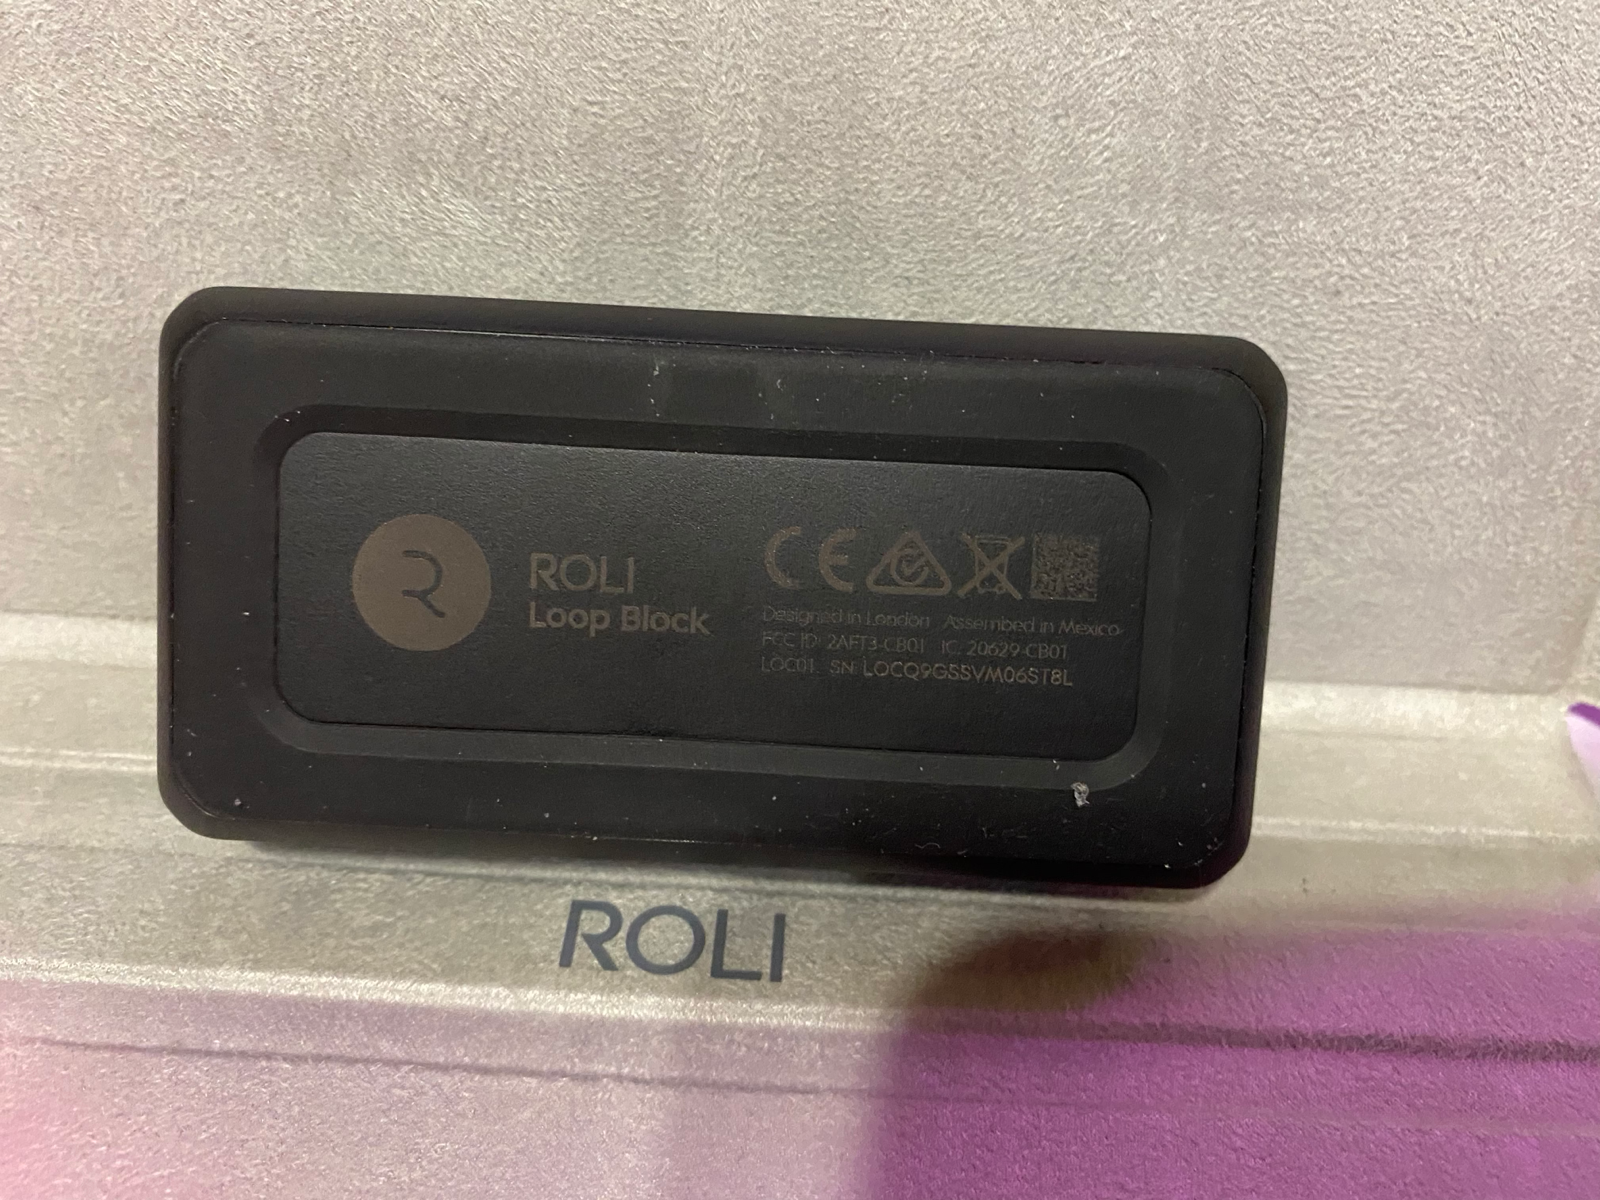 ROLI
Loop Block
Designed in London Assembled in Mexico
FCC ID: 2AFT3-CB01 IC: 20629-CB01
LOC01 SN: LOCQ9GSSVM06ST8L
ROLI